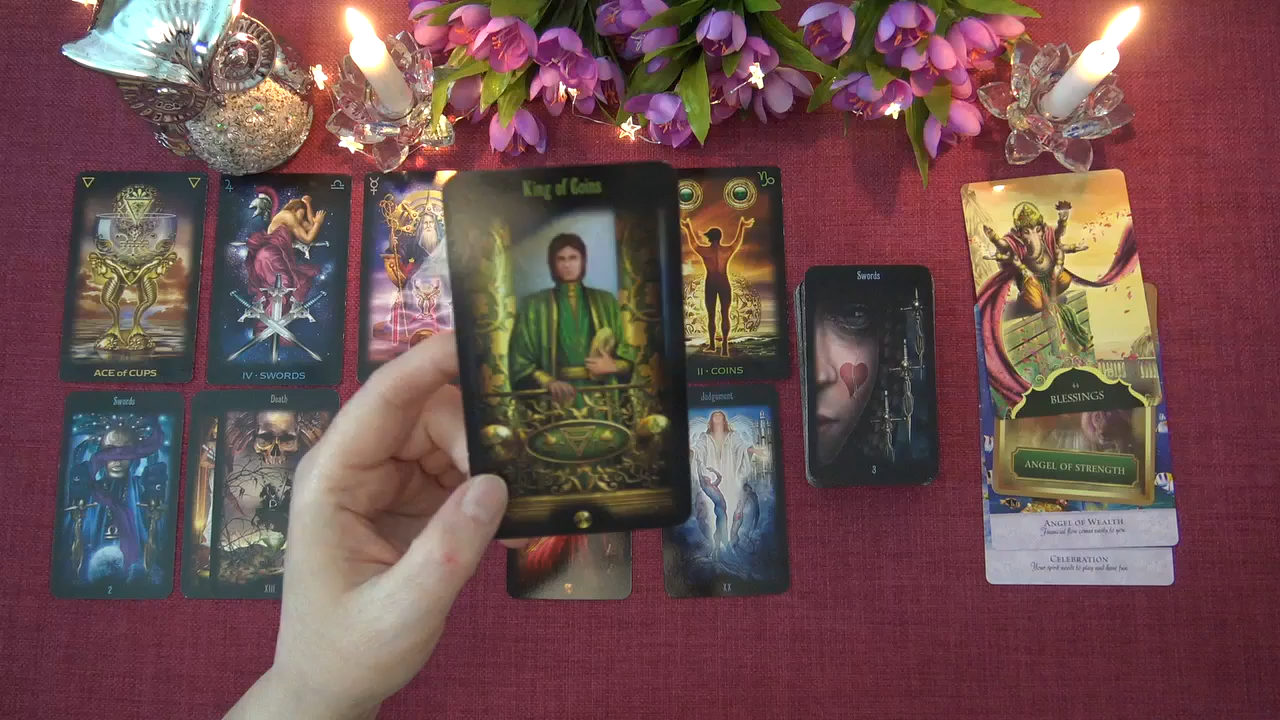 King of Coins
ACE of CUPS
IV · SWORDS
II · COINS
Swords
3
Swords
2
Death
XIII
Judgement
XX
BLESSINGS
ANGEL OF STRENGTH
ANGEL OF WEALTH
Financial flow comes easily to you.
CELEBRATION
Your spirit needs to play and have fun.